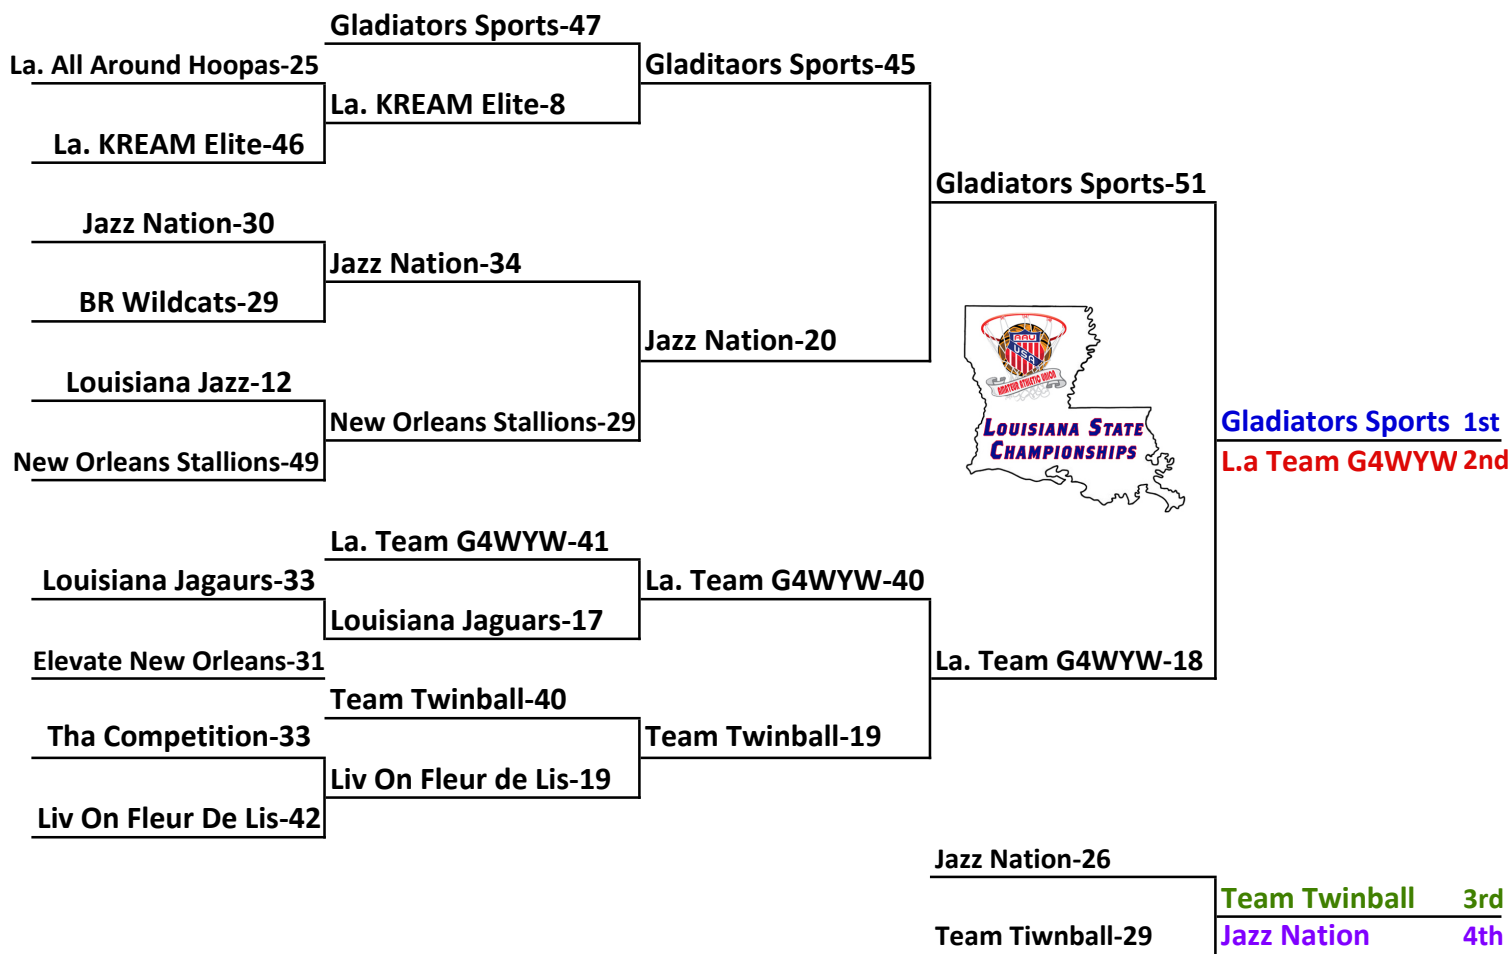 Gladiators Sports-47
La. All Around Hoopas-25
Gladitaors Sports-45
La. KREAM Elite-8
La. KREAM Elite-46
Gladiators Sports-51
Jazz Nation-30
Jazz Nation-34
BR Wildcats-29
Jazz Nation-20
Louisiana Jazz-12
New Orleans Stallions-29
New Orleans Stallions-49
AAU
USA
AMATEUR ATHLETIC UNION
LOUISIANA STATE
CHAMPIONSHIPS
Gladiators Sports 1st
L.a Team G4WYW 2nd
La. Team G4WYW-41
Louisiana Jagaurs-33
La. Team G4WYW-40
Louisiana Jaguars-17
Elevate New Orleans-31
La. Team G4WYW-18
Team Twinball-40
Tha Competition-33
Team Twinball-19
Liv On Fleur de Lis-19
Liv On Fleur De Lis-42
Jazz Nation-26
Team Twinball 3rd
Team Tiwnball-29
Jazz Nation 4th